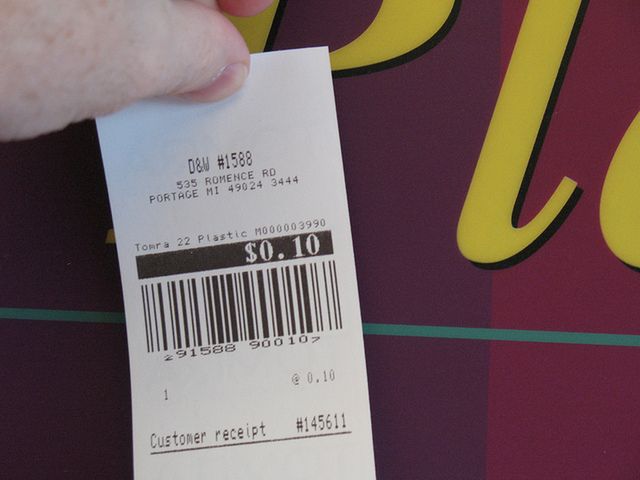 Pla
D&W #1588
535 ROMENCE RD
PORTAGE MI 49024 3444
Tomra 22 Plastic M000003990
$0.10
291588 900107
1 @ 0.10
Customer receipt #145611